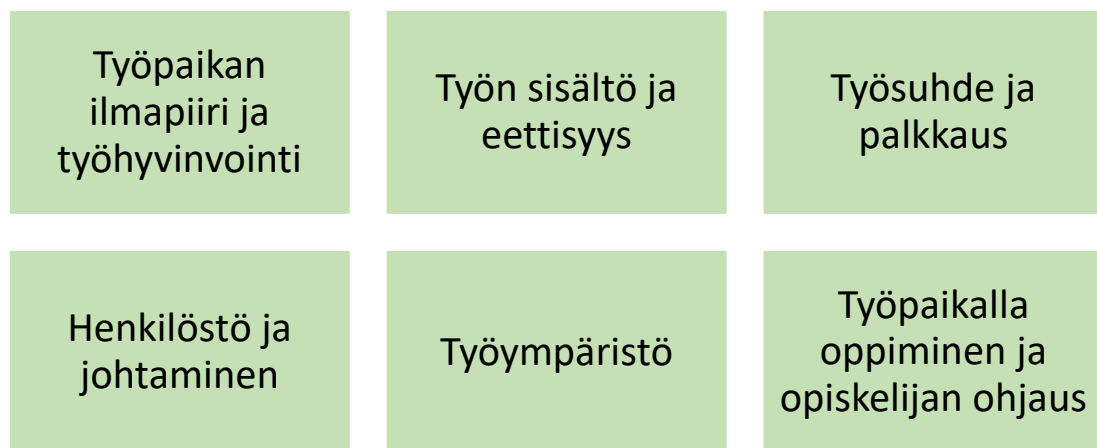 Työpaikan
ilmapiiri ja
työhyvinvointi
Työn sisältö ja
eettisyys
Työsuhde ja
palkkaus
Henkilöstö ja
johtaminen
Työympäristö
Työpaikalla
oppiminen ja
opiskelijan ohjaus